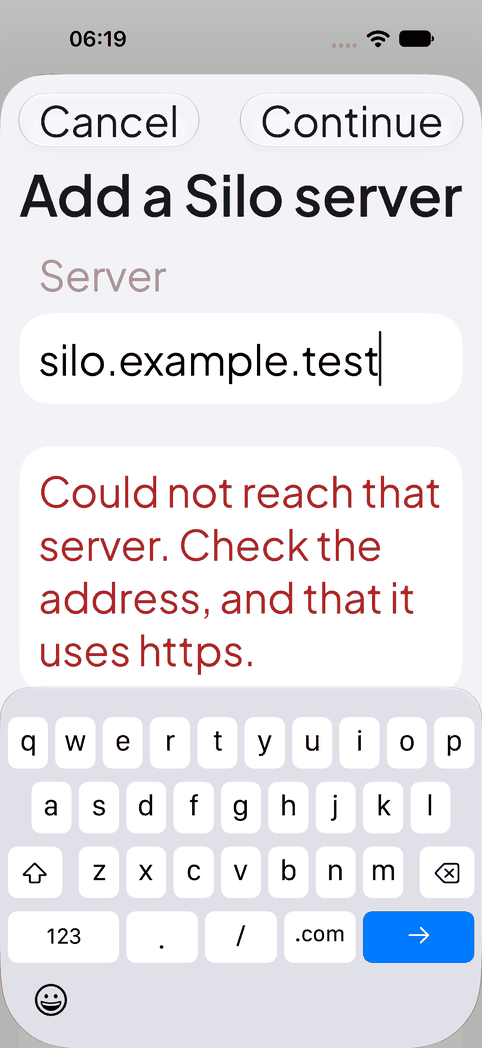 06:19
Cancel
Continue
Add a Silo server
Server
silo.example.test
Could not reach that
server. Check the
address, and that it
uses https.
q w e r t y u i o p
a s d f g h j k l
z x c v b n m
123 . / .com